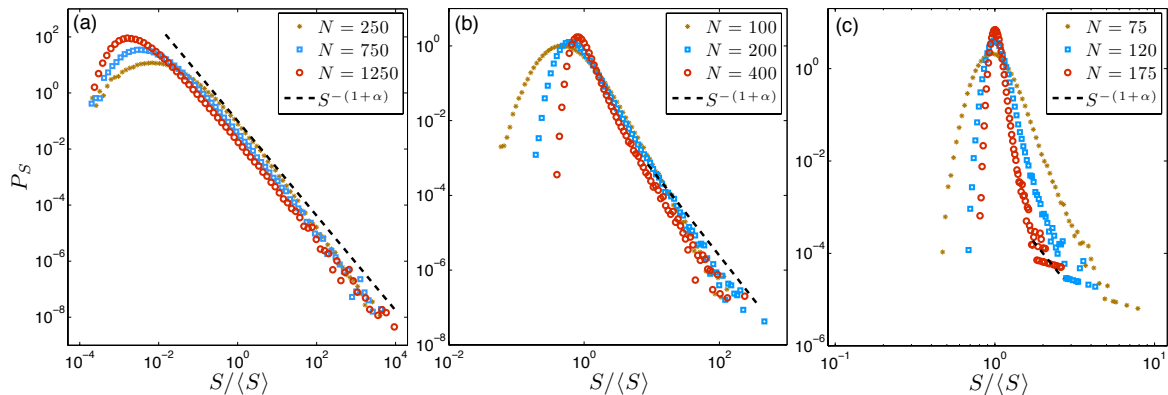 (a)
N = 250
N = 750
N = 1250
S^{-(1+α)}
P_S
10^2
10^0
10^{-2}
10^{-4}
10^{-6}
10^{-8}
10^{-4}
10^{-2}
10^0
10^2
10^4
S/⟨S⟩
(b)
N = 100
N = 200
N = 400
S^{-(1+α)}
10^0
10^{-2}
10^{-4}
10^{-6}
10^{-8}
10^{-2}
10^0
10^2
S/⟨S⟩
(c)
N = 75
N = 120
N = 175
S^{-(1+α)}
10^0
10^{-2}
10^{-4}
10^{-6}
10^{-1}
10^0
10^1
S/⟨S⟩